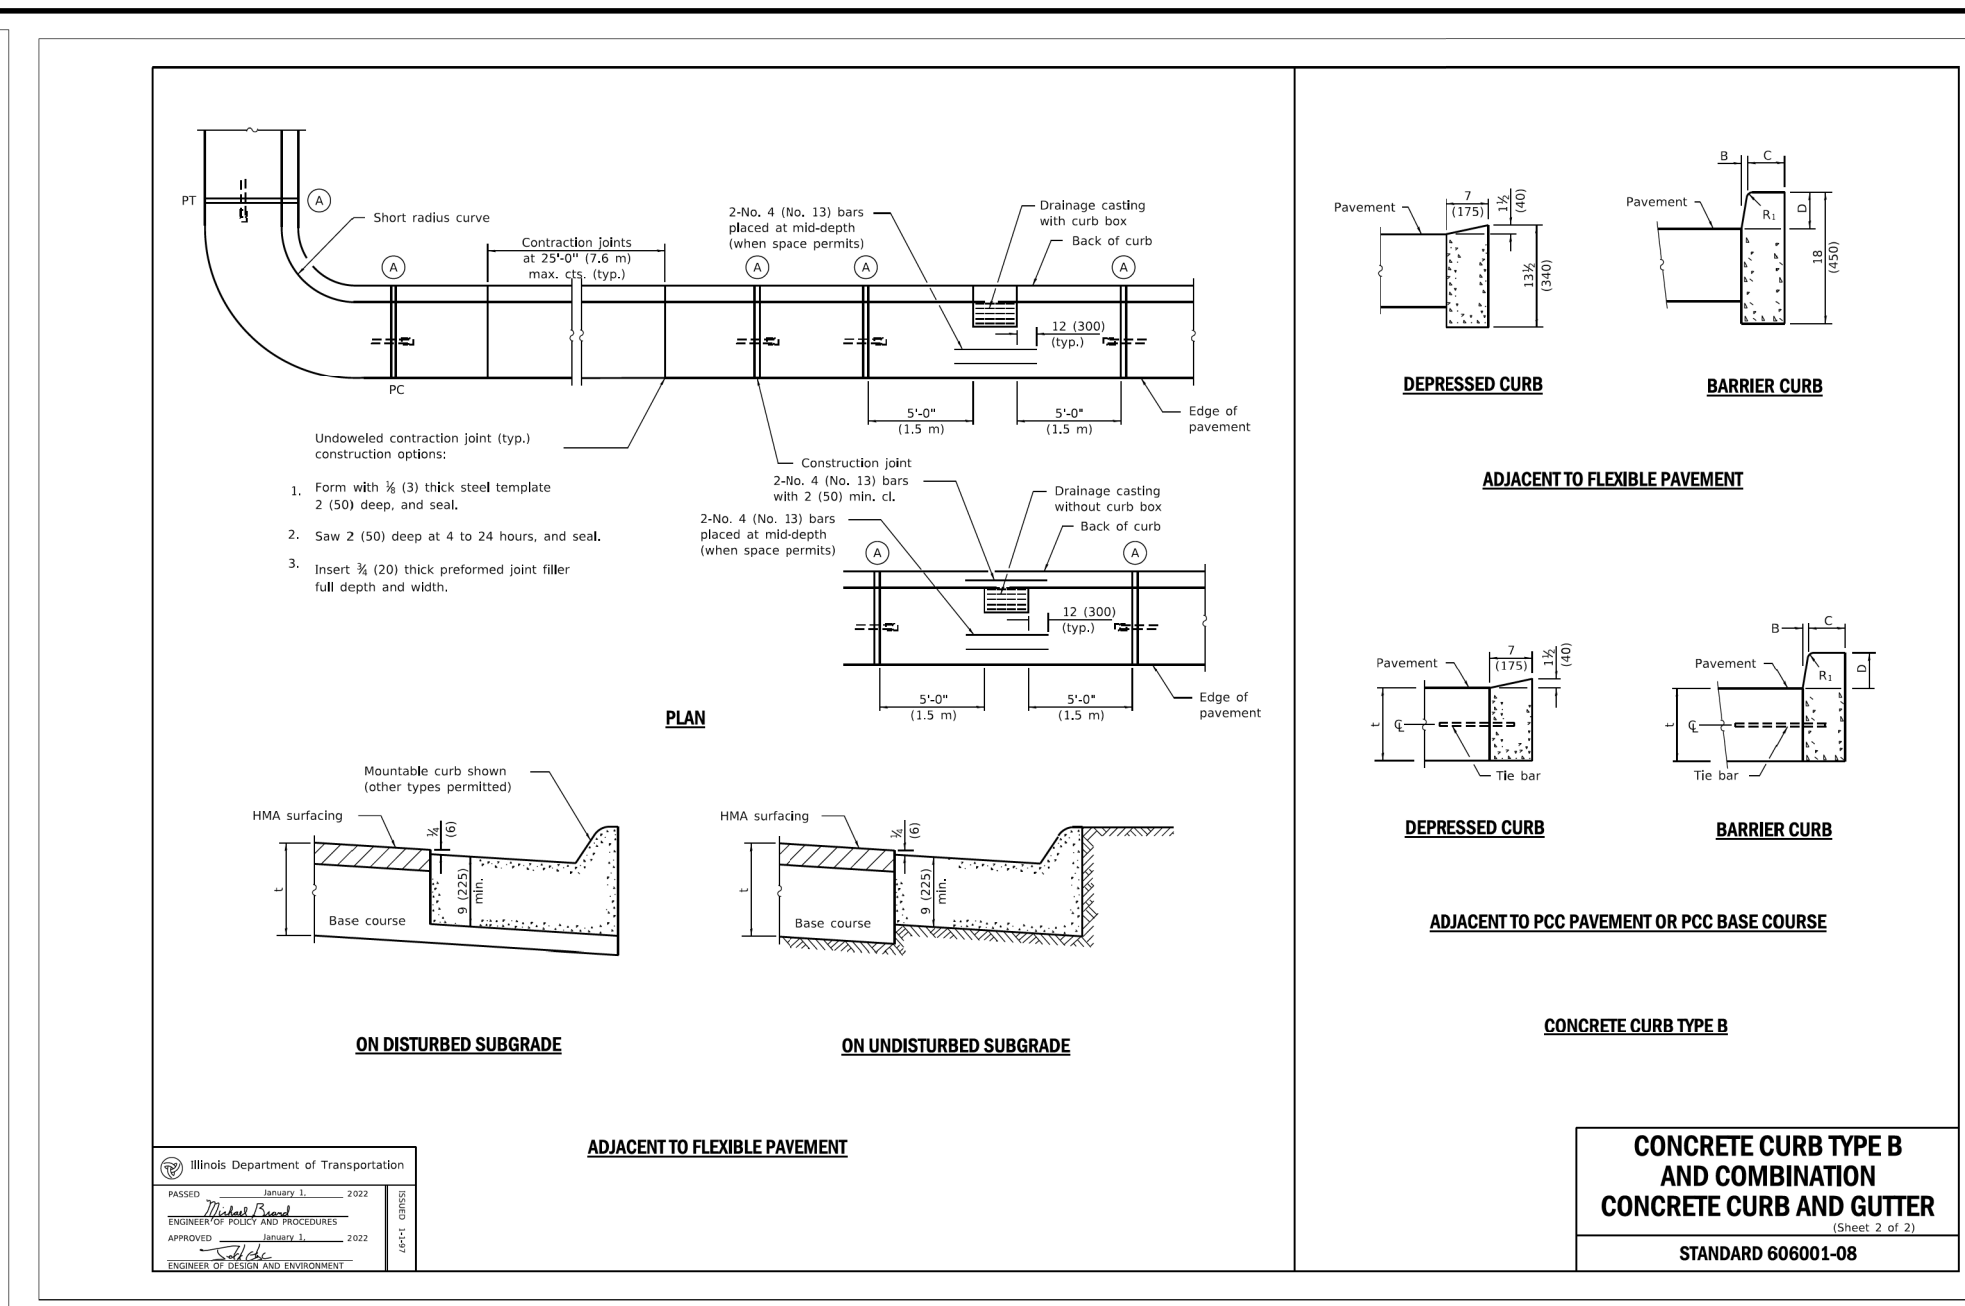 PT
A
Short radius curve
Contraction joints
at 25'-0" (7.6 m)
max. cts. (typ.)
A
A
A
A
2-No. 4 (No. 13) bars
placed at mid-depth
(when space permits)
Drainage casting
with curb box
Back of curb
12 (300)
(typ.)
PC
5'-0"
(1.5 m)
5'-0"
(1.5 m)
Edge of
pavement
Undoweled contraction joint (typ.)
construction options:
1. Form with ⅛ (3) thick steel template
2 (50) deep, and seal.
2. Saw 2 (50) deep at 4 to 24 hours, and seal.
3. Insert ¾ (20) thick preformed joint filler
full depth and width.
Construction joint
2-No. 4 (No. 13) bars
with 2 (50) min. cl.
2-No. 4 (No. 13) bars
placed at mid-depth
(when space permits)
Drainage casting
without curb box
Back of curb
A
A
12 (300)
(typ.)
5'-0"
(1.5 m)
5'-0"
(1.5 m)
Edge of
pavement
PLAN
Mountable curb shown
(other types permitted)
HMA surfacing
¼
(6)
t
9 (225)
min.
Base course
ON DISTURBED SUBGRADE
HMA surfacing
¼
(6)
t
9 (225)
min.
Base course
ON UNDISTURBED SUBGRADE
ADJACENT TO FLEXIBLE PAVEMENT
Pavement
7
(175)
1½
(40)
13½
(340)
DEPRESSED CURB
Pavement
B
C
R1
D
18
(450)
BARRIER CURB
ADJACENT TO FLEXIBLE PAVEMENT
Pavement
7
(175)
1½
(40)
t
CL
Tie bar
DEPRESSED CURB
Pavement
B
C
R1
D
t
CL
Tie bar
BARRIER CURB
ADJACENT TO PCC PAVEMENT OR PCC BASE COURSE
CONCRETE CURB TYPE B
Illinois Department of Transportation
PASSED January 1, 2022
Michael Brand
ENGINEER OF POLICY AND PROCEDURES
APPROVED January 1, 2022
ENGINEER OF DESIGN AND ENVIRONMENT
ISSUED 1-1-97
CONCRETE CURB TYPE B
AND COMBINATION
CONCRETE CURB AND GUTTER
(Sheet 2 of 2)
STANDARD 606001-08